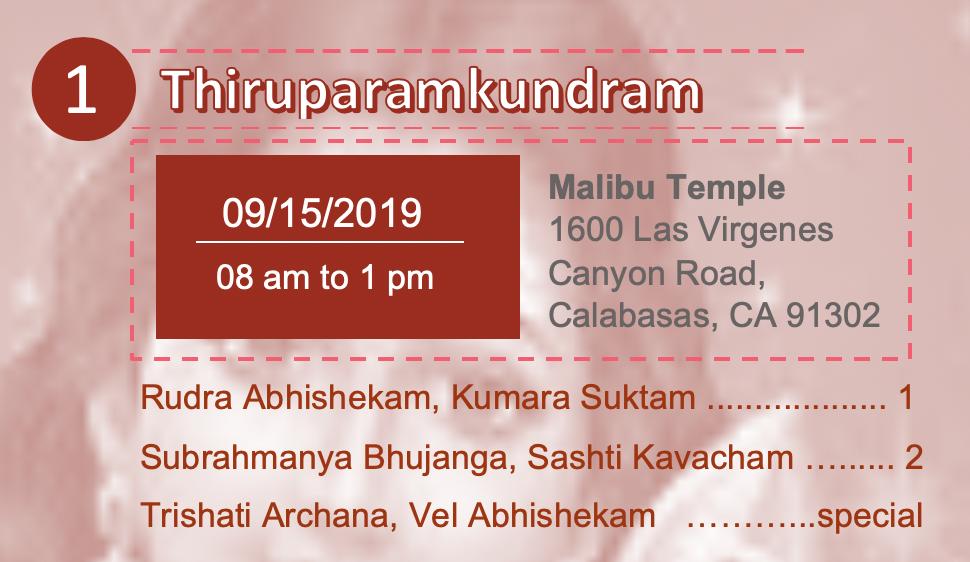 1 Thiruparamkundram
09/15/2019
08 am to 1 pm
Malibu Temple
1600 Las Virgenes
Canyon Road,
Calabasas, CA 91302
Rudra Abhishekam, Kumara Suktam ................... 1
Subrahmanya Bhujanga, Sashti Kavacham …...... 2
Trishati Archana, Vel Abhishekam ………...special